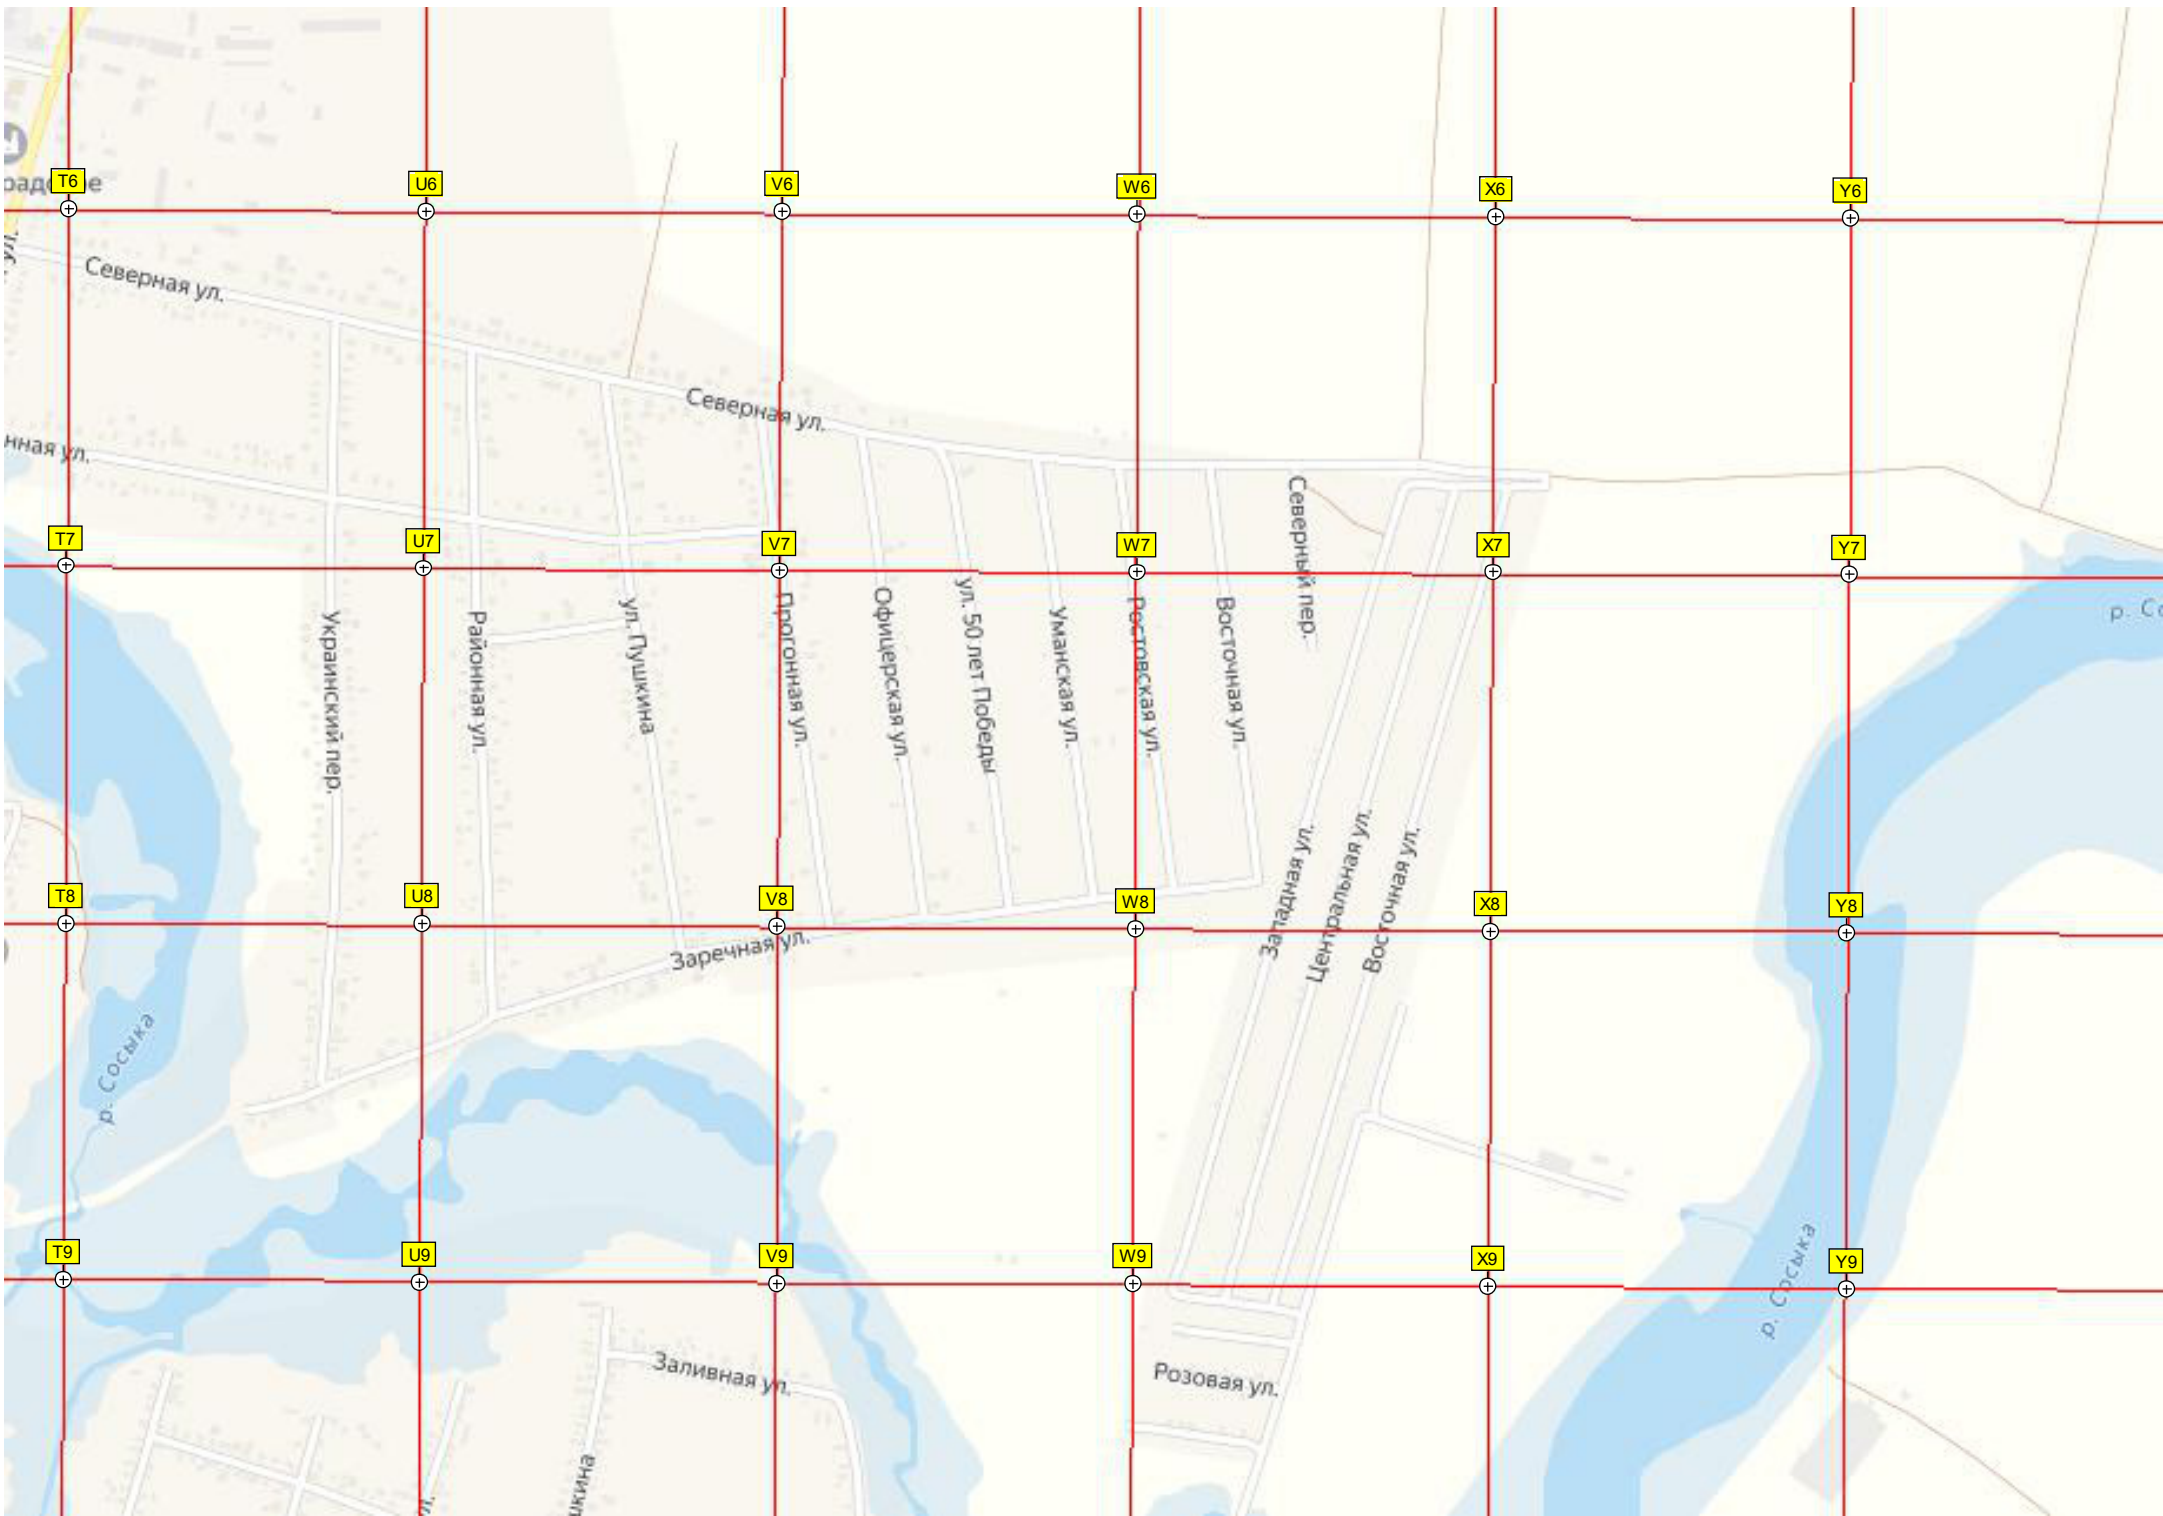 T6
U6
V6
W6
X6
Y6
Северная ул.
Северная ул.
нная ул.
T7
U7
V7
W7
X7
Y7
Украинский пер.
Районная ул.
ул. Пушкина
Прогонная ул.
Офицерская ул.
ул. 50 лет Победы
Уманская ул.
Ростовская ул.
Восточная ул.
Северный пер.
р. Со
T8
U8
V8
W8
X8
Y8
Заречная ул.
Западная ул.
Центральная ул.
Восточная ул.
р. Сосыка
T9
U9
V9
W9
X9
Y9
р. Сосыка
Заливная ул.
Розовая ул.
шкина
ул.